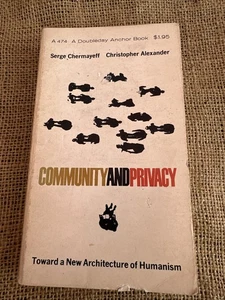 A 474 A Doubleday Anchor Book $1.95
Serge Chermayeff Christopher Alexander
COMMUNITYANDPRIVACY
Toward a New Architecture of Humanism